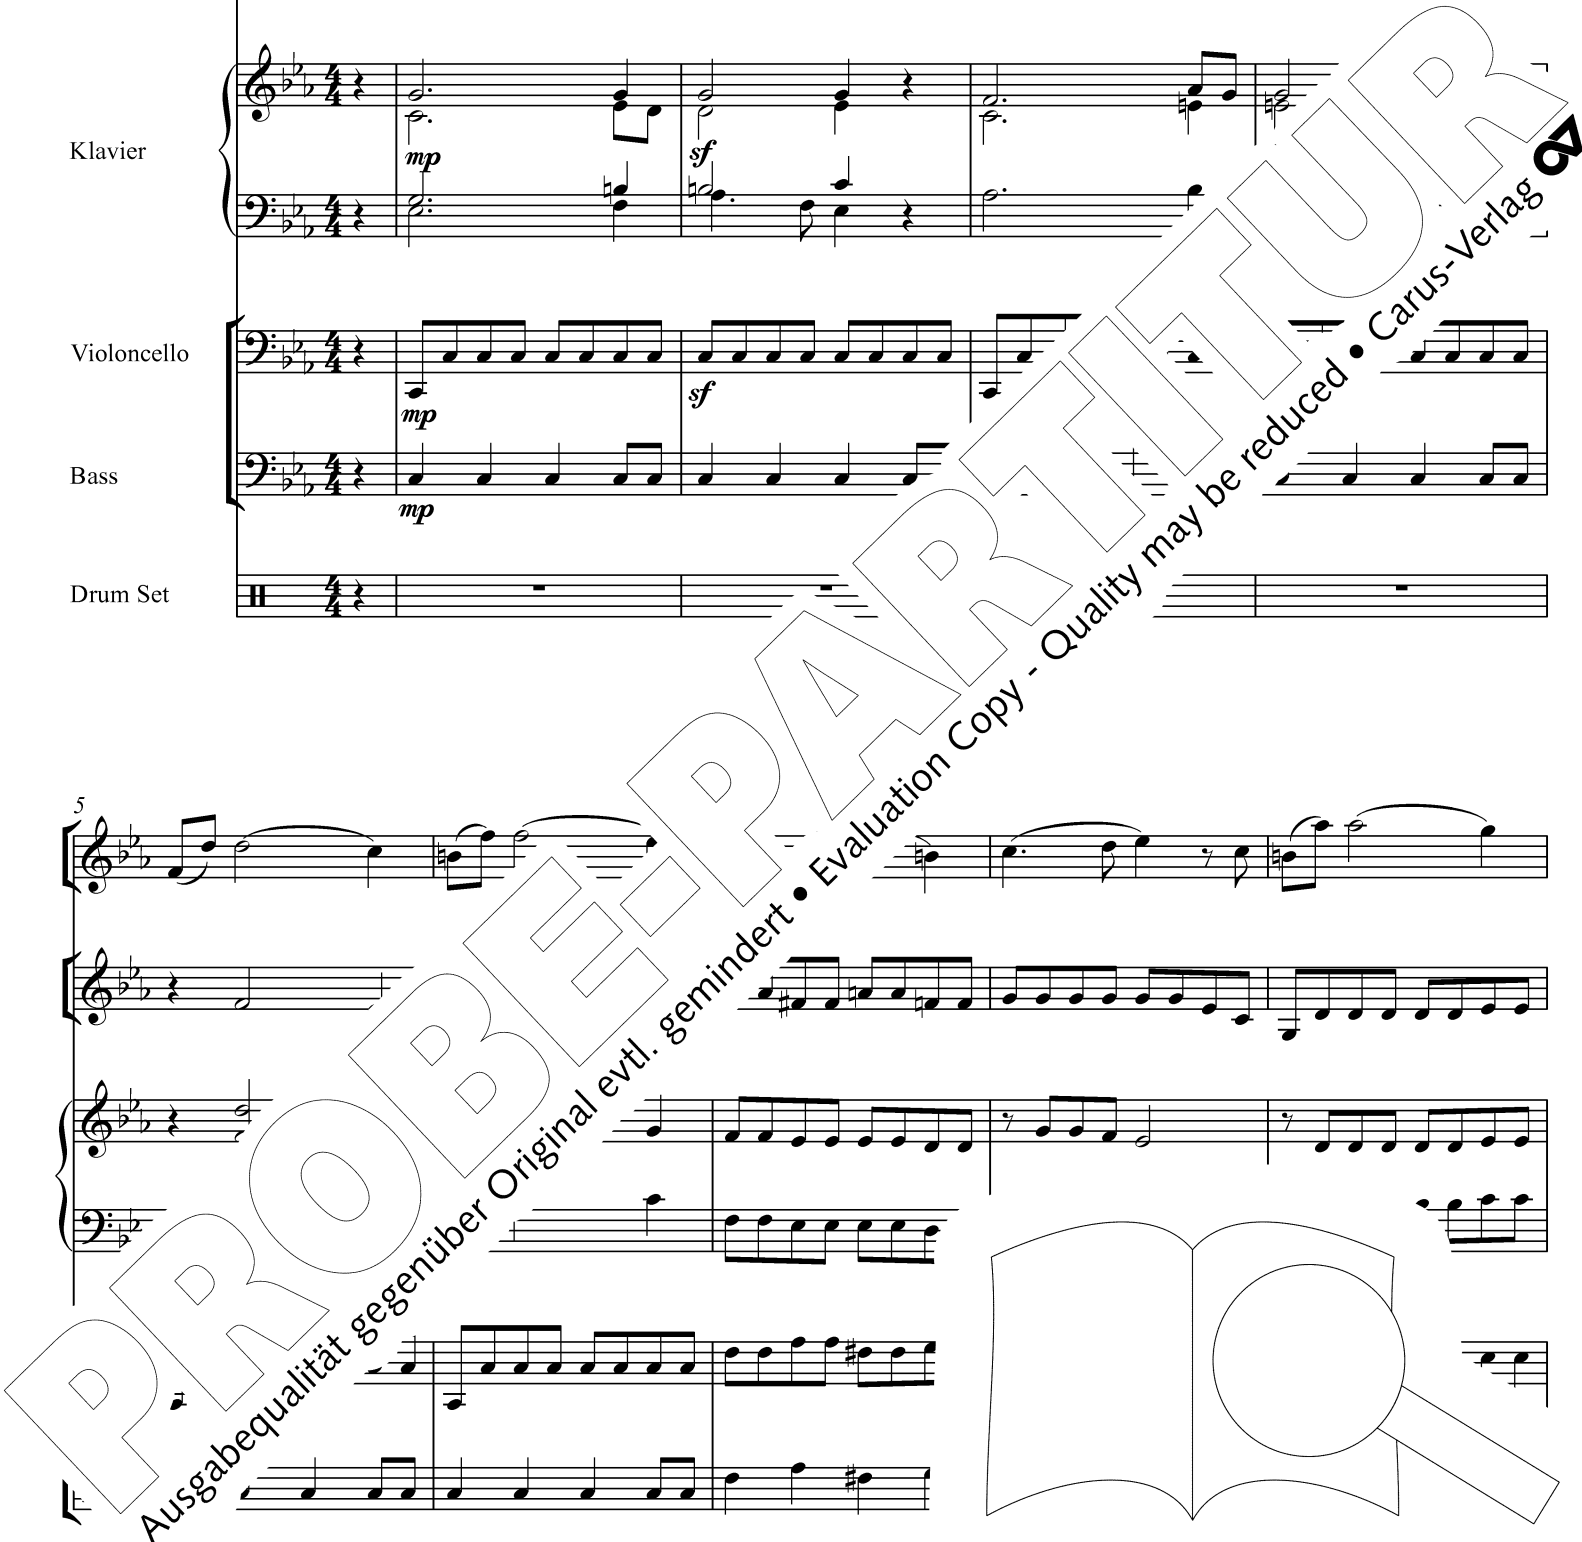 Klavier
mp
sf
Violoncello
mp
sf
Bass
mp
Drum Set
5
PROBE-PARTITUR
Ausgabequalität gegenüber Original evtl. gemindert • Evaluation Copy - Quality may be reduced • Carus-Verlag